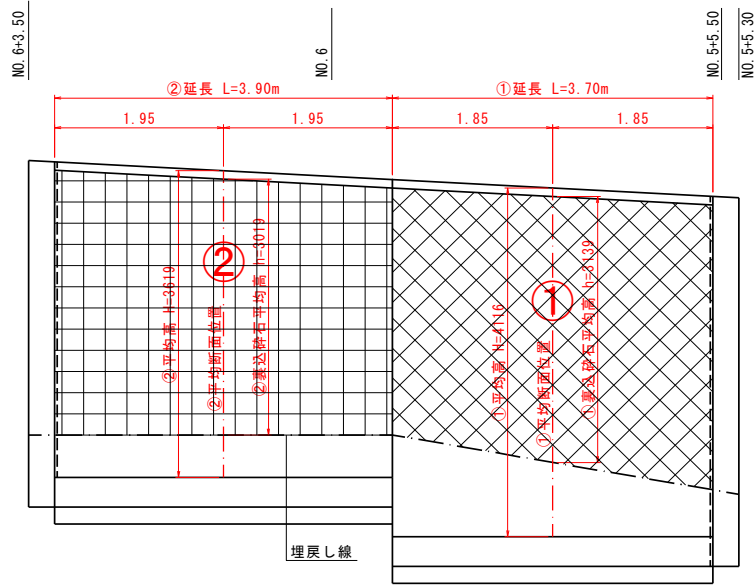 NO.6+3.50
NO.6
NO.5+5.50
NO.5+5.30
②延長 L=3.90m
①延長 L=3.70m
1.95
1.95
1.85
1.85
②
①
②平均高 H=3619
②平均断面位置
②裏込砕石平均高 h=3019
①平均高 H=4116
①平均断面位置
①裏込砕石平均高 h=3139
埋戻し線